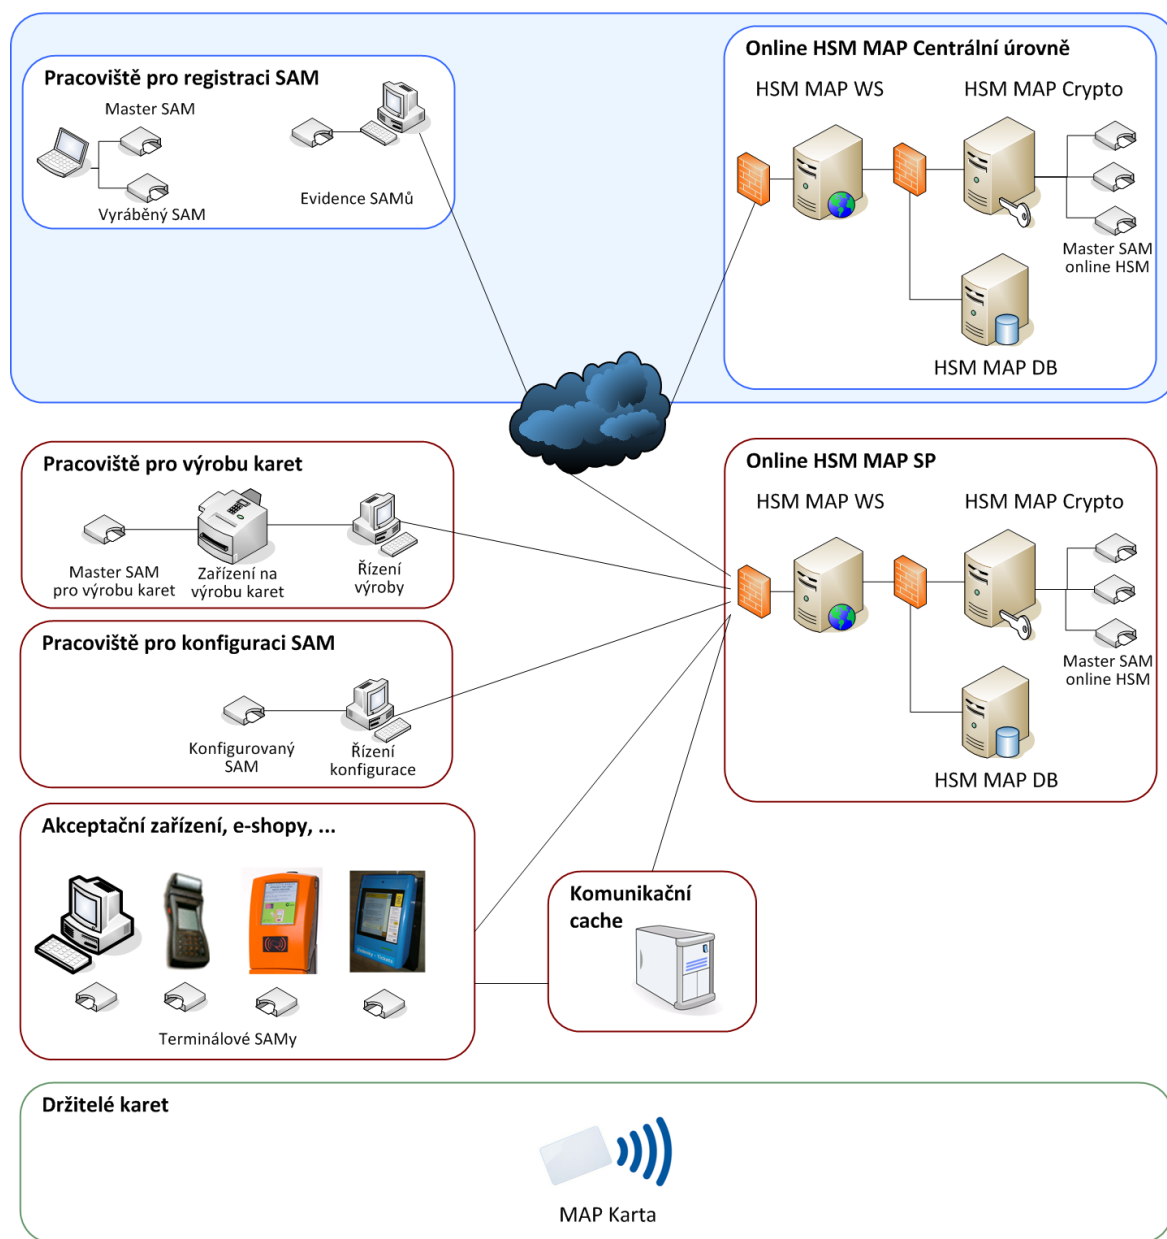 Pracoviště pro registraci SAM
Master SAM
Vyráběný SAM
Evidence SAMů
Online HSM MAP Centrální úrovně
HSM MAP WS
HSM MAP Crypto
Master SAM
online HSM
HSM MAP DB
Pracoviště pro výrobu karet
Master SAM
pro výrobu karet
Zařízení na
výrobu karet
Řízení
výroby
Online HSM MAP SP
HSM MAP WS
HSM MAP Crypto
Master SAM
online HSM
HSM MAP DB
Pracoviště pro konfiguraci SAM
Konfigurovaný
SAM
Řízení
konfigurace
Akceptační zařízení, e-shopy, ...
Terminálové SAMy
Komunikační
cache
Držitelé karet
MAP Karta